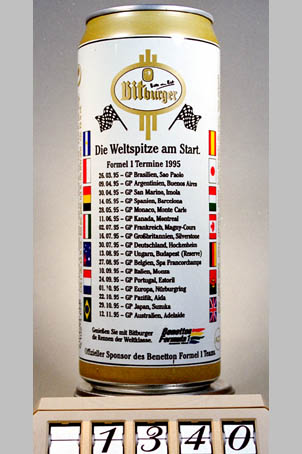 Bitte ein Bit
Bitburger
Die Weltspitze am Start.
Formel 1 Termine 1995
26. 03. 95 – GP Brasilien, Sao Paolo
09. 04. 95 – GP Argentinien, Buenos Aires
30. 04. 95 – GP San Marino, Imola
14. 05. 95 – GP Spanien, Barcelona
28. 05. 95 – GP Monaco, Monte Carlo
11. 06. 95 – GP Kanada, Montreal
02. 07. 95 – GP Frankreich, Magny-Cours
16. 07. 95 – GP Großbritannien, Silverstone
30. 07. 95 – GP Deutschland, Hockenheim
13. 08. 95 – GP Ungarn, Budapest (Reserve)
27. 08. 95 – GP Belgien, Spa Francorchamps
10. 09. 95 – GP Italien, Monza
24. 09. 95 – GP Portugal, Estoril
01. 10. 95 – GP Europa, Nürburgring
22. 10. 95 – GP Pazifik, Aida
29. 10. 95 – GP Japan, Suzuka
12. 11. 95 – GP Australien, Adelaide
Genießen Sie mit Bitburger
die Rennen der Weltklasse.
Benetton
Formula 1
Offizieller Sponsor des Benetton Formel 1 Teams
1340